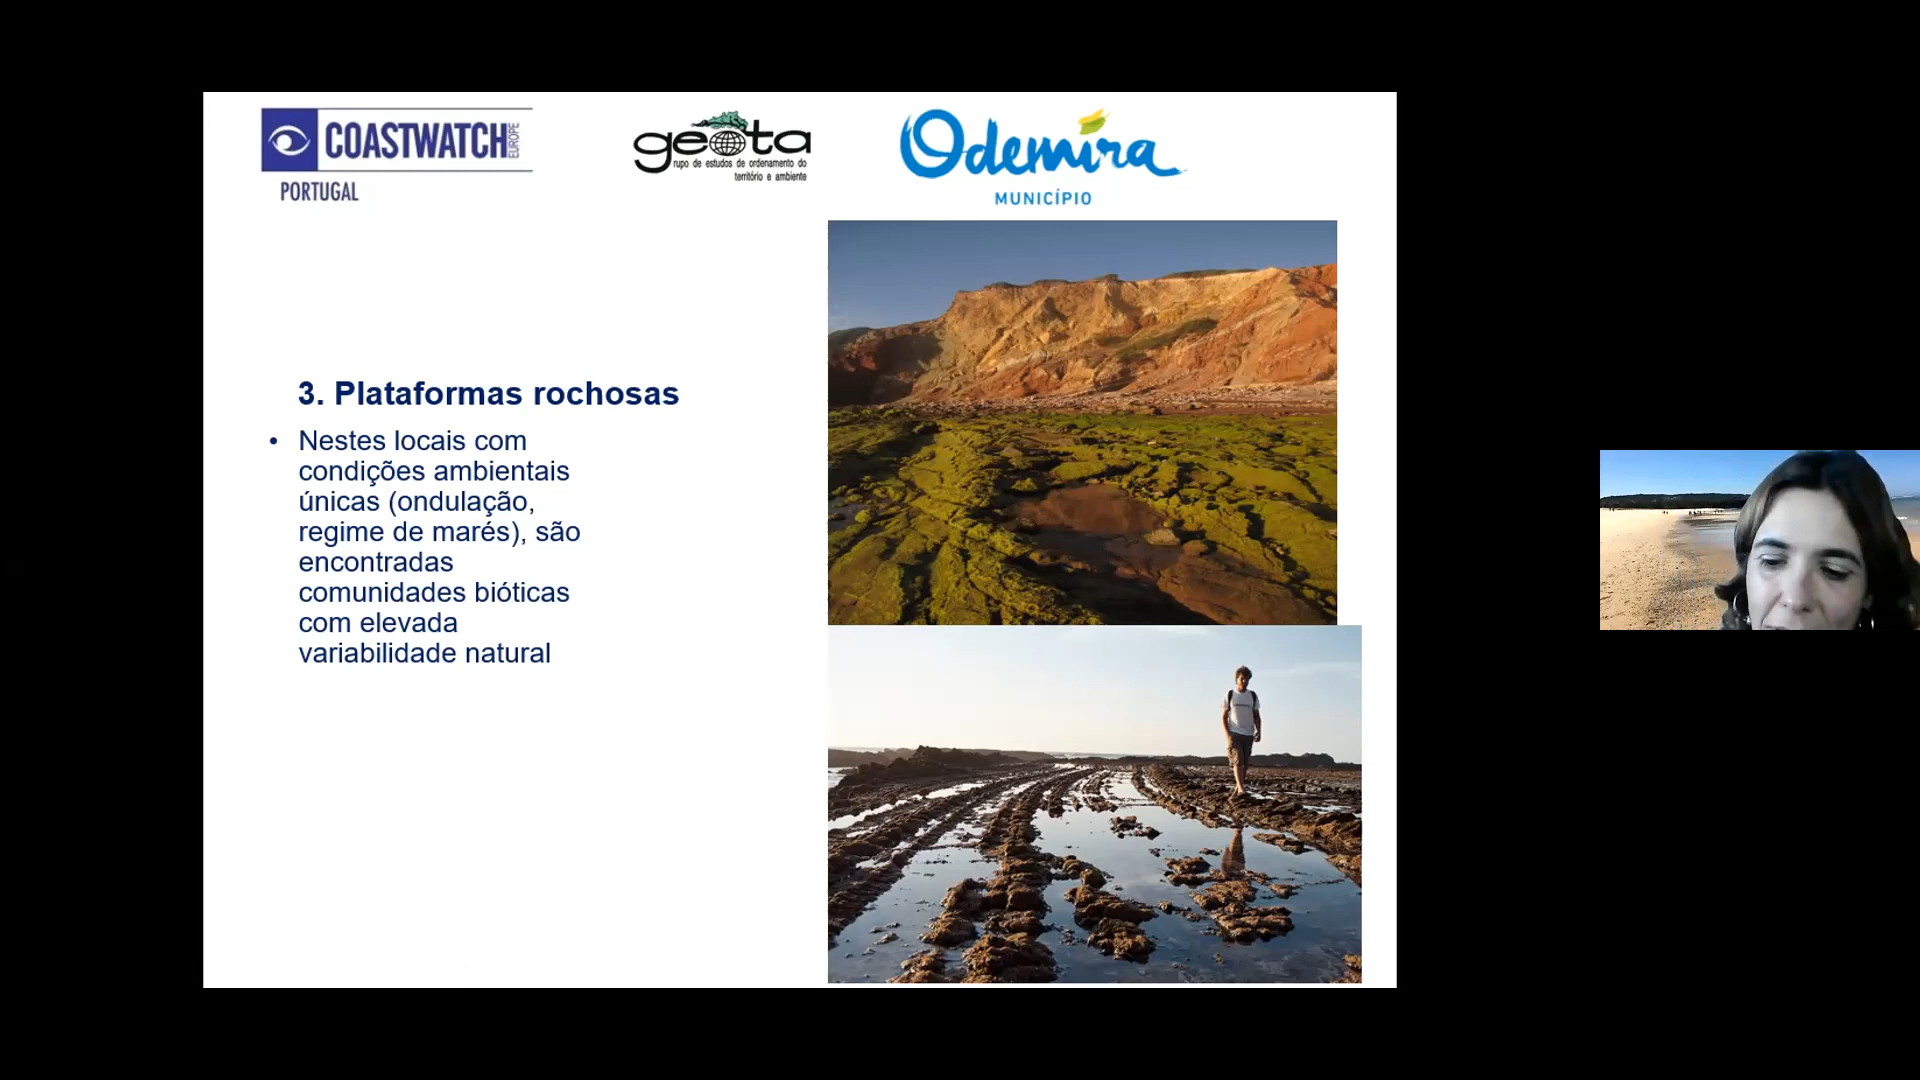 COASTWATCH EUROPE
PORTUGAL
geota
rupo de estudos de ordenamento do
território e ambiente
Odemira
MUNICÍPIO
3. Plataformas rochosas
• Nestes locais com
condições ambientais
únicas (ondulação,
regime de marés), são
encontradas
comunidades bióticas
com elevada
variabilidade natural